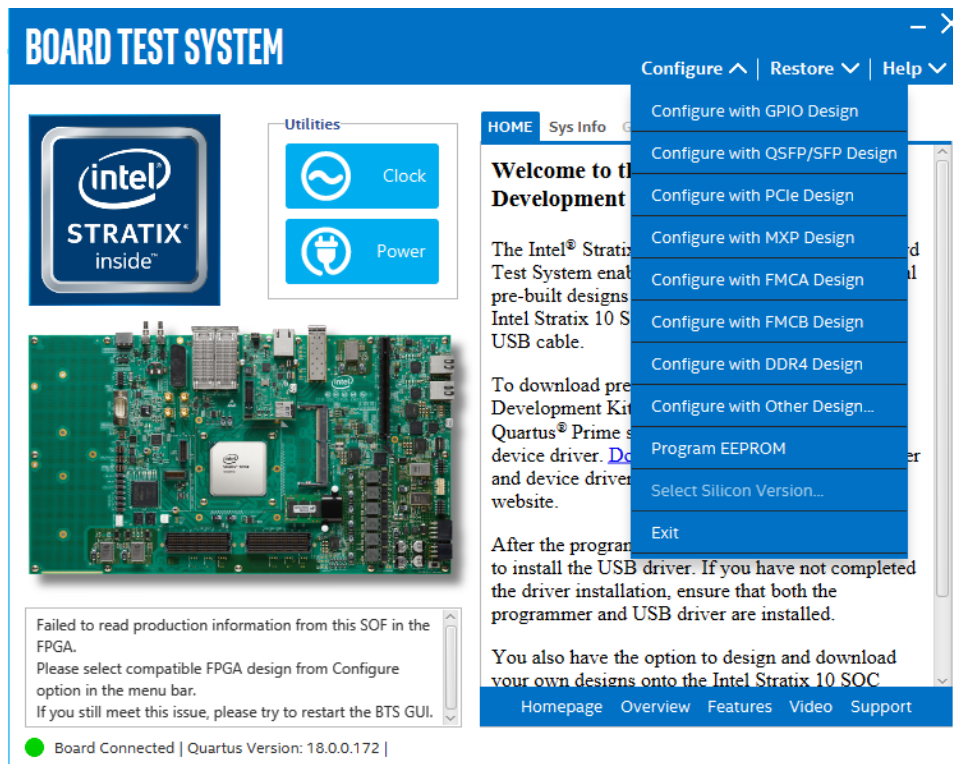 BOARD TEST SYSTEM
Configure | Restore | Help
intel
STRATIX
inside™
Utilities
Clock
Power
HOME Sys Info G
Configure with GPIO Design
Configure with QSFP/SFP Design
Configure with PCIe Design
Configure with MXP Design
Configure with FMCA Design
Configure with FMCB Design
Configure with DDR4 Design
Configure with Other Design...
Program EEPROM
Select Silicon Version...
Exit
Welcome to
Development
The Intel®
Test System
pre-built designs
Intel Stratix 10
USB cable.
To download
Development
Quartus® Prime
device driver.
and device
website.
After the
to install the USB driver. If you have not completed
the driver installation, ensure that both the
programmer and USB driver are installed.
You also have the option to design and download
your own designs onto the Intel Stratix 10 SOC
Homepage Overview Features Video Support
Failed to read production information from this SOF in the
FPGA.
Please select compatible FPGA design from Configure
option in the menu bar.
If you still meet this issue, please try to restart the BTS GUI.
Board Connected | Quartus Version: 18.0.0.172 |